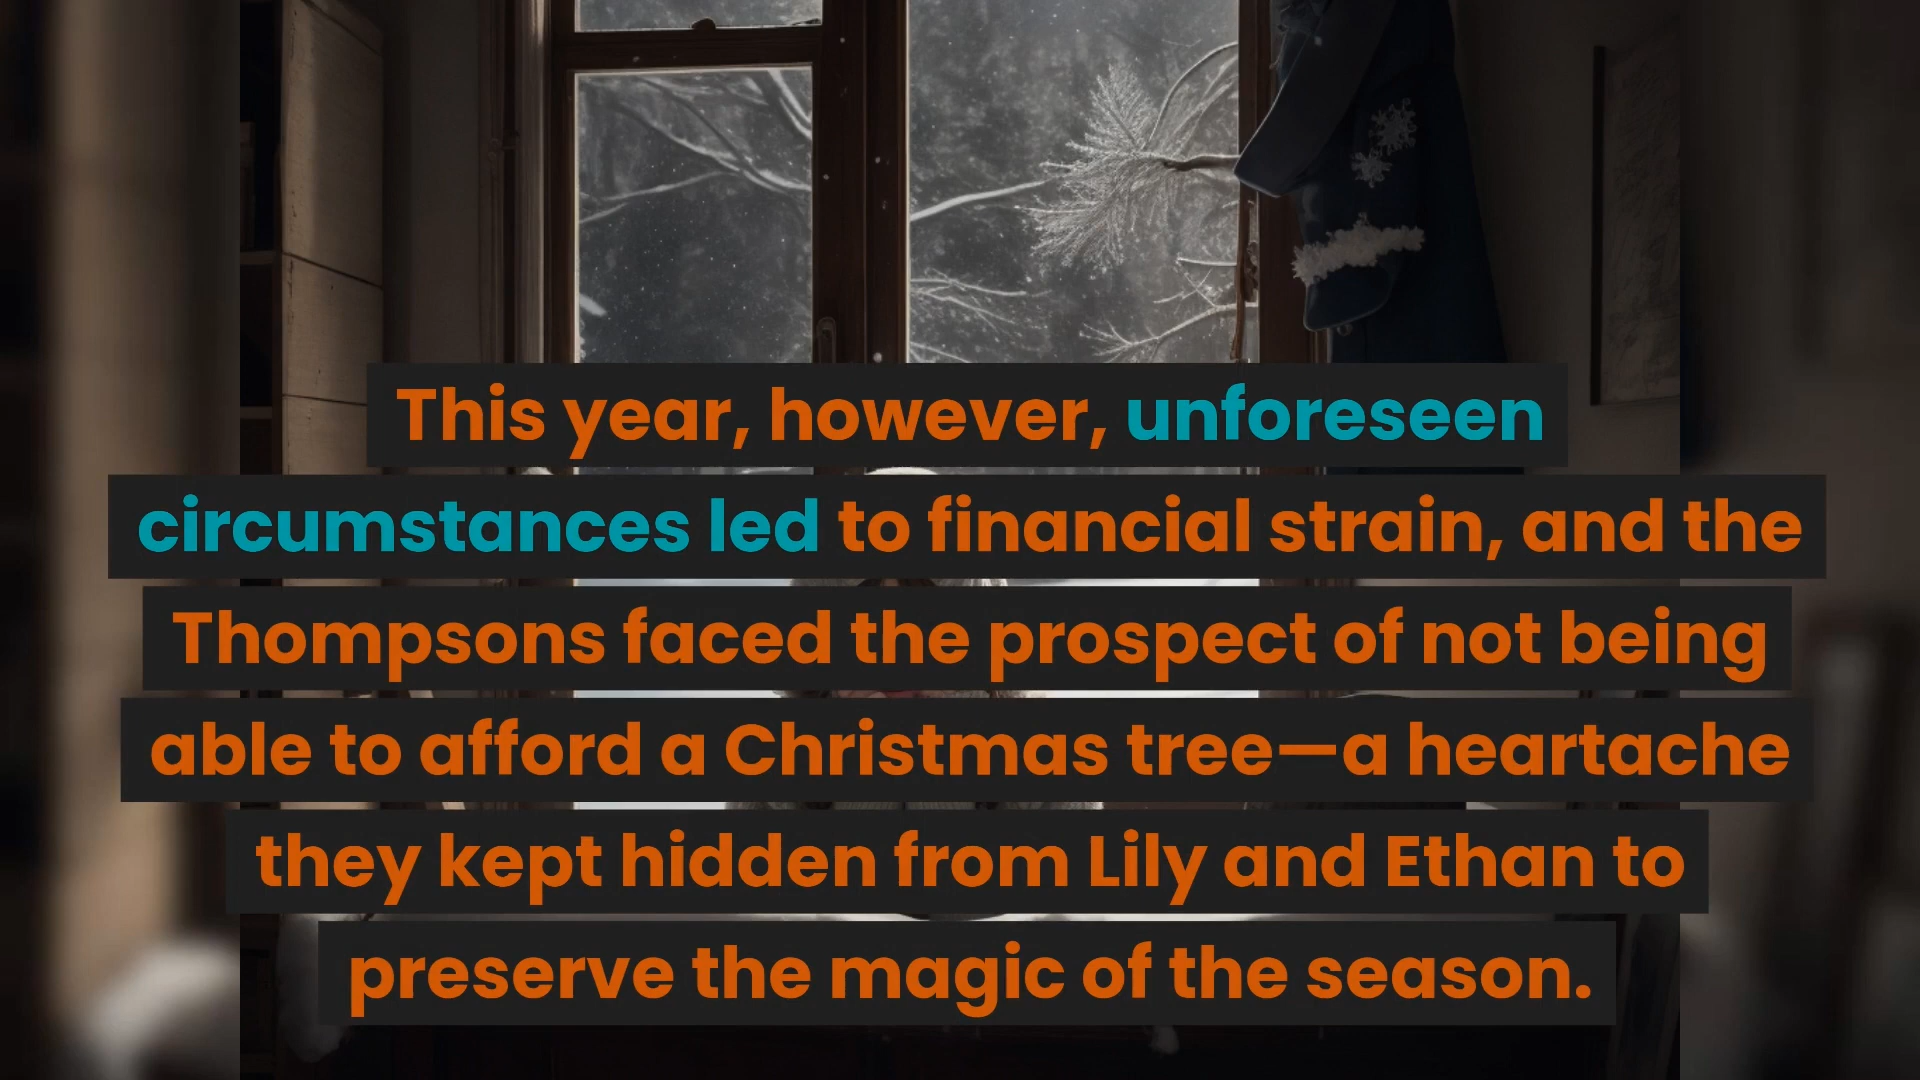 This year, however, unforeseen
circumstances led to financial strain, and the
Thompsons faced the prospect of not being
able to afford a Christmas tree—a heartache
they kept hidden from Lily and Ethan to
preserve the magic of the season.